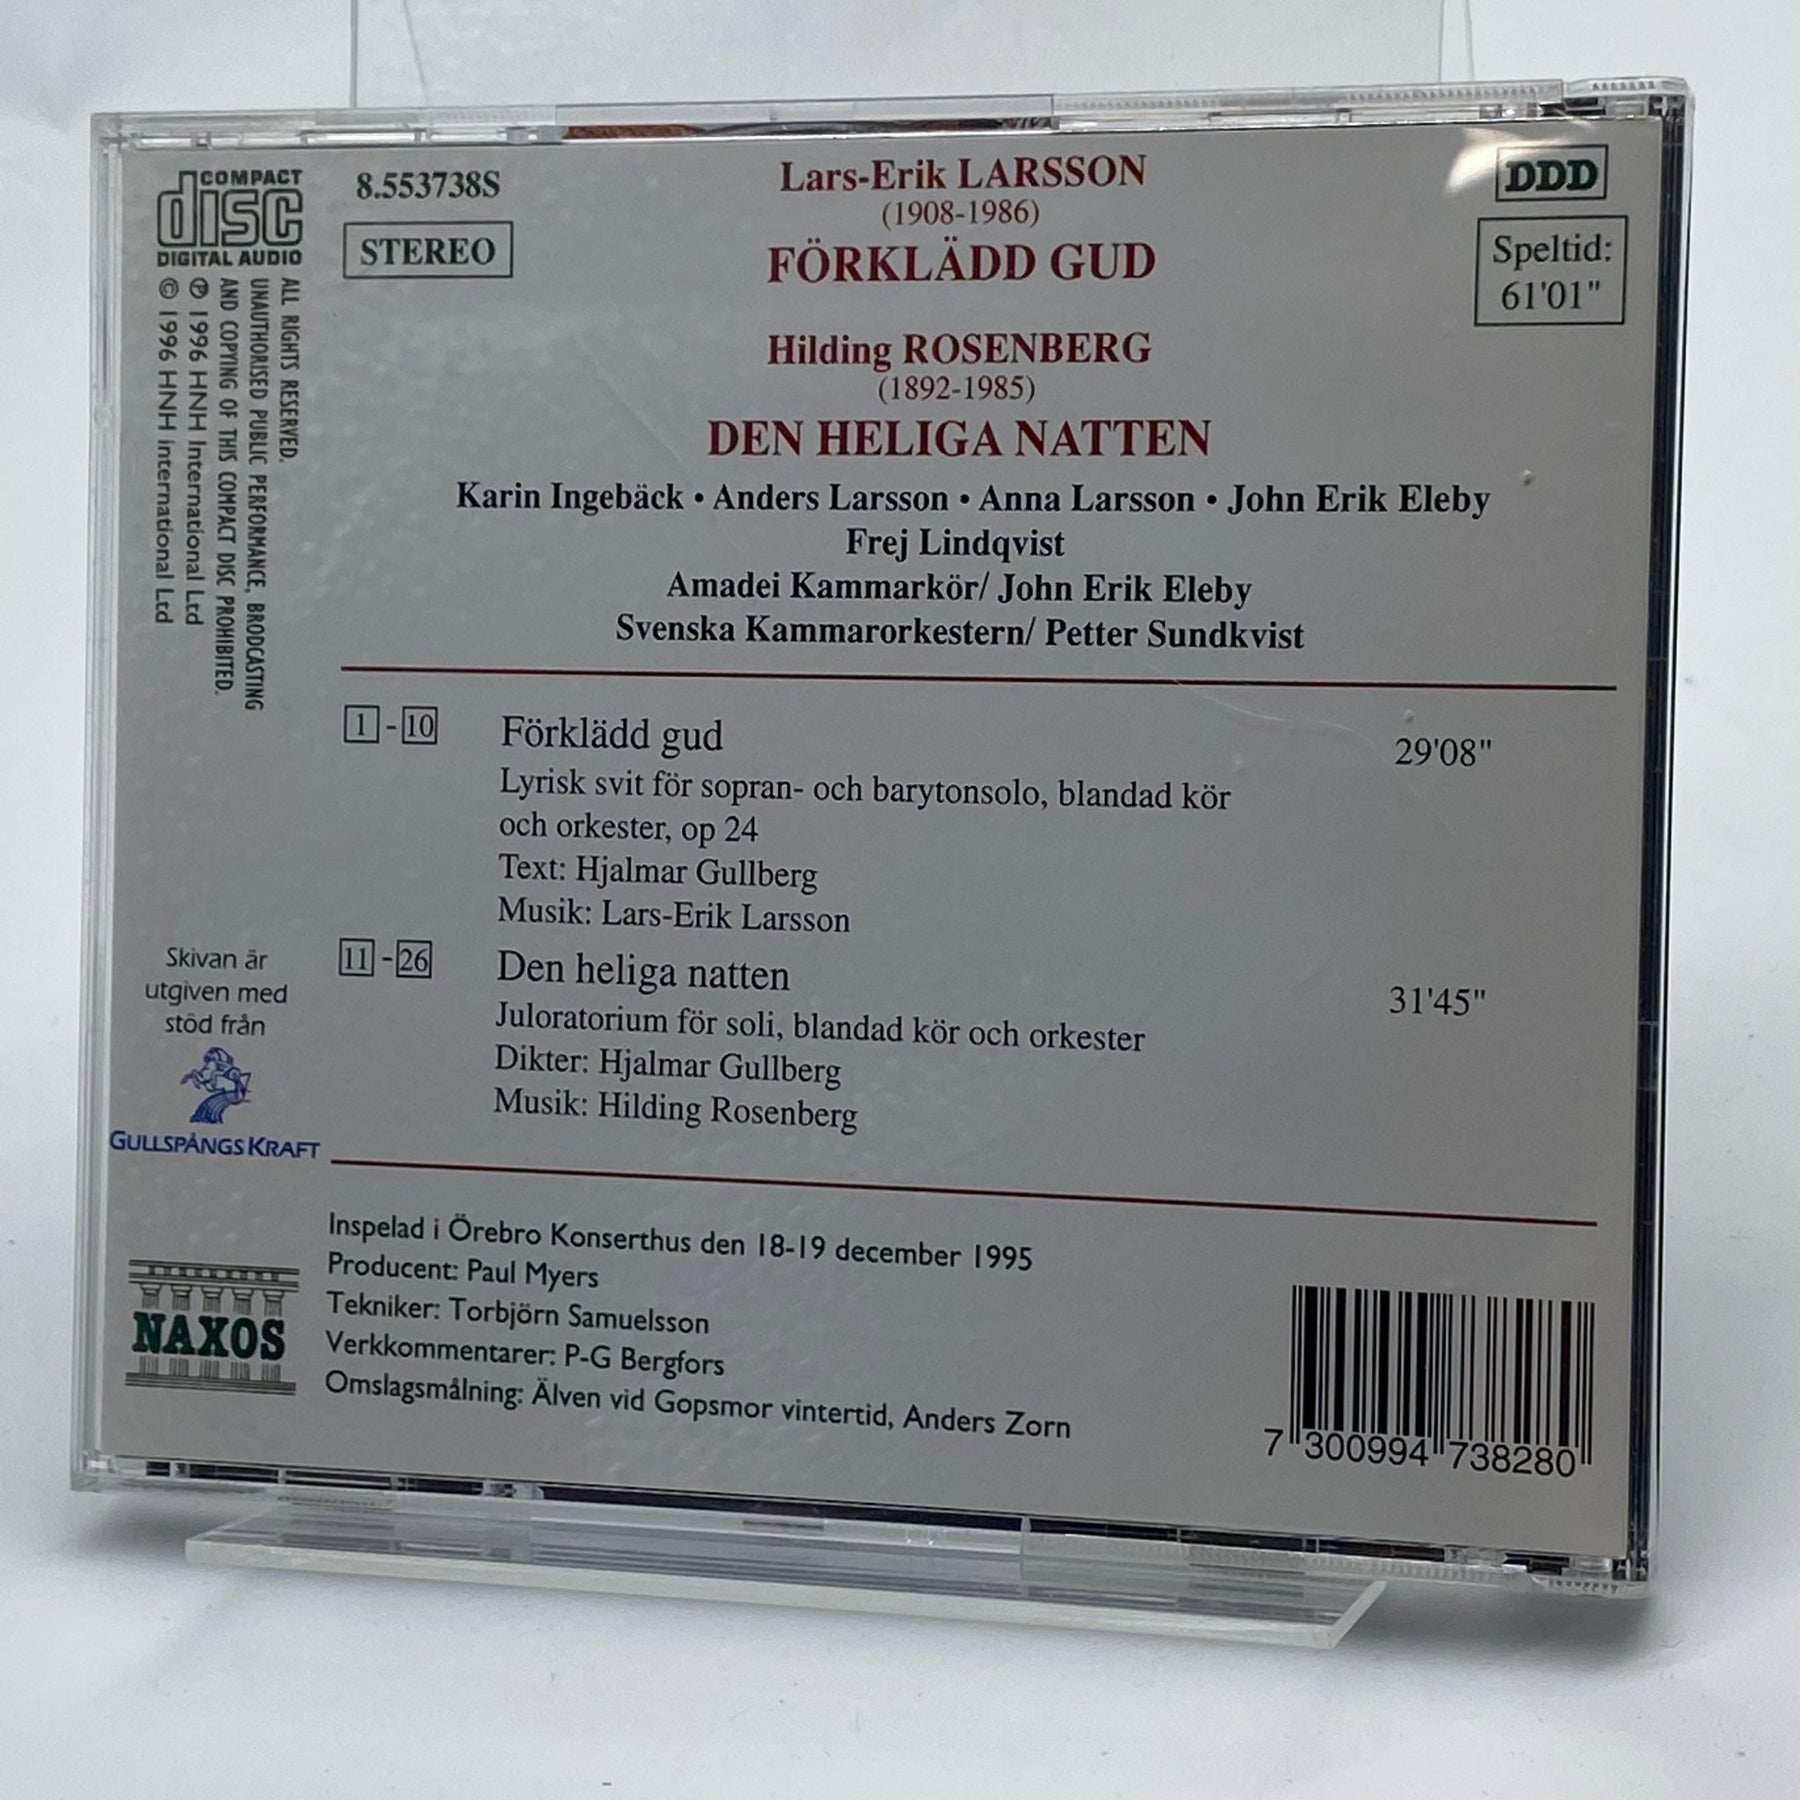 COMPACT
disc
DIGITAL AUDIO
8.553738S
STEREO
Lars-Erik LARSSON
(1908-1986)
FÖRKLÄDD GUD
Hilding ROSENBERG
(1892-1985)
DEN HELIGA NATTEN
DDD
Speltid:
61'01"
Karin Ingebäck • Anders Larsson • Anna Larsson • John Erik Eleby
Frej Lindqvist
Amadei Kammarkör/ John Erik Eleby
Svenska Kammarorkestern/ Petter Sundkvist
ALL RIGHTS RESERVED.
UNAUTHORISED PUBLIC PERFORMANCE, BRODCASTING
AND COPYING OF THIS COMPACT DISC PROHIBITED.
℗ 1996 HNH International Ltd
© 1996 HNH international Ltd
1 - 10 Förklädd gud 29'08"
Lyrisk svit för sopran- och barytonsolo, blandad kör
och orkester, op 24
Text: Hjalmar Gullberg
Musik: Lars-Erik Larsson
11 - 26 Den heliga natten 31'45"
Juloratorium för soli, blandad kör och orkester
Dikter: Hjalmar Gullberg
Musik: Hilding Rosenberg
Skivan är
utgiven med
stöd från
GULLSPÅNGS KRAFT
NAXOS
Inspelad i Örebro Konserthus den 18-19 december 1995
Producent: Paul Myers
Tekniker: Torbjörn Samuelsson
Verkkommentarer: P-G Bergfors
Omslagsmålning: Älven vid Gopsmor vintertid, Anders Zorn
7 300994 738280